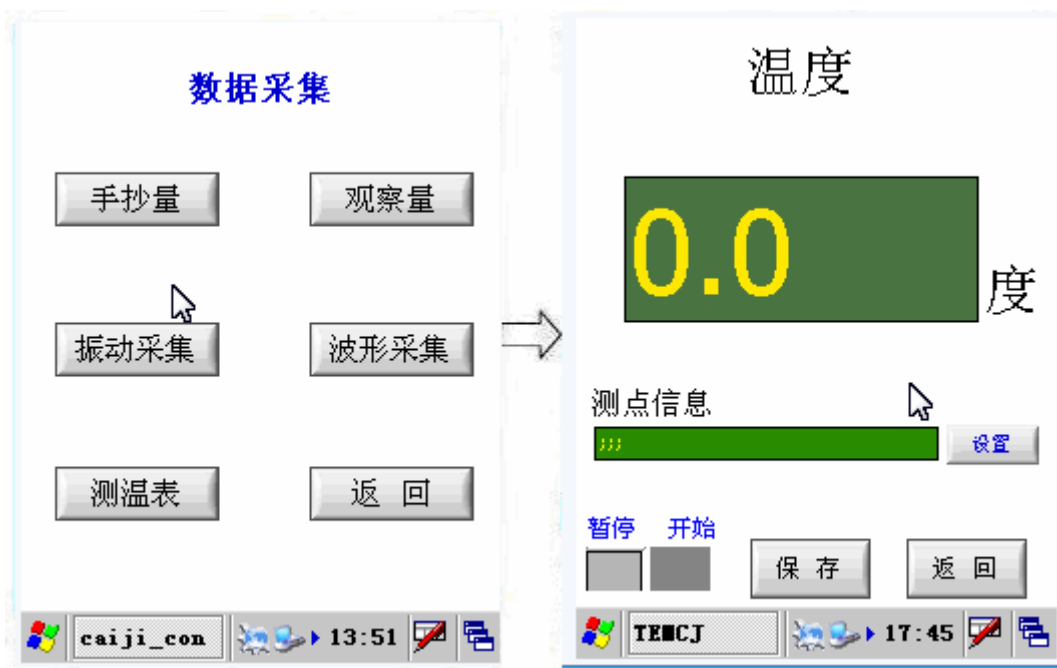 数据采集
手抄量
观察量
振动采集
波形采集
测温表
返 回
caiji_con
13:51
温度
0.0
度
测点信息
;;;
设置
暂停 开始
保 存
返 回
TEMCJ
17:45